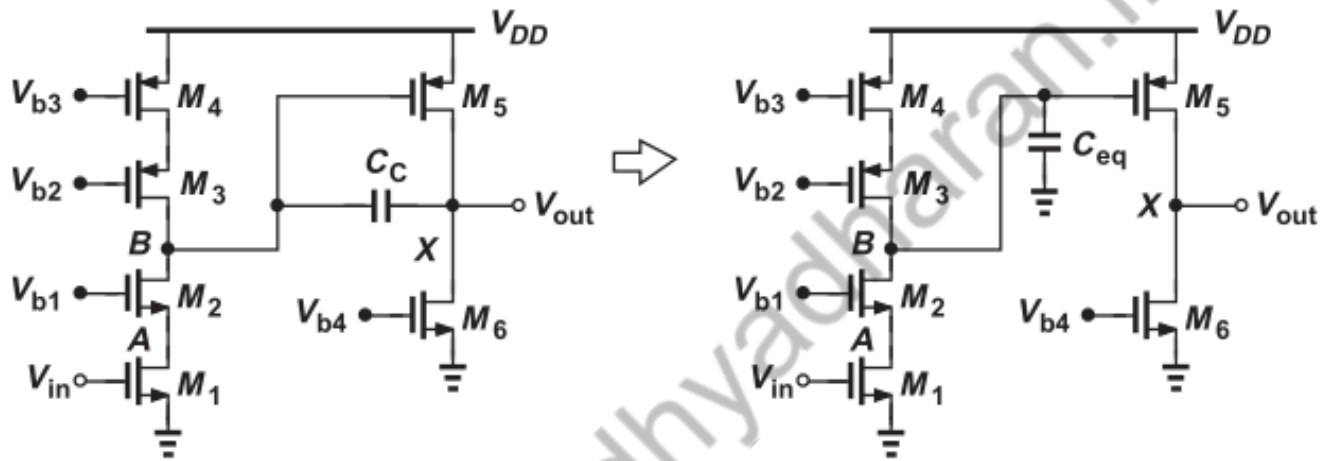 V_DD
V_b3 M_4 M_5
V_b2 M_3 C_C
V_out
B X
V_b1 M_2 V_b4 M_6
A
V_in M_1
V_DD
V_b3 M_4 M_5
C_eq
V_b2 M_3
X V_out
B
V_b1 M_2 V_b4 M_6
A
V_in M_1
dhyadharan.